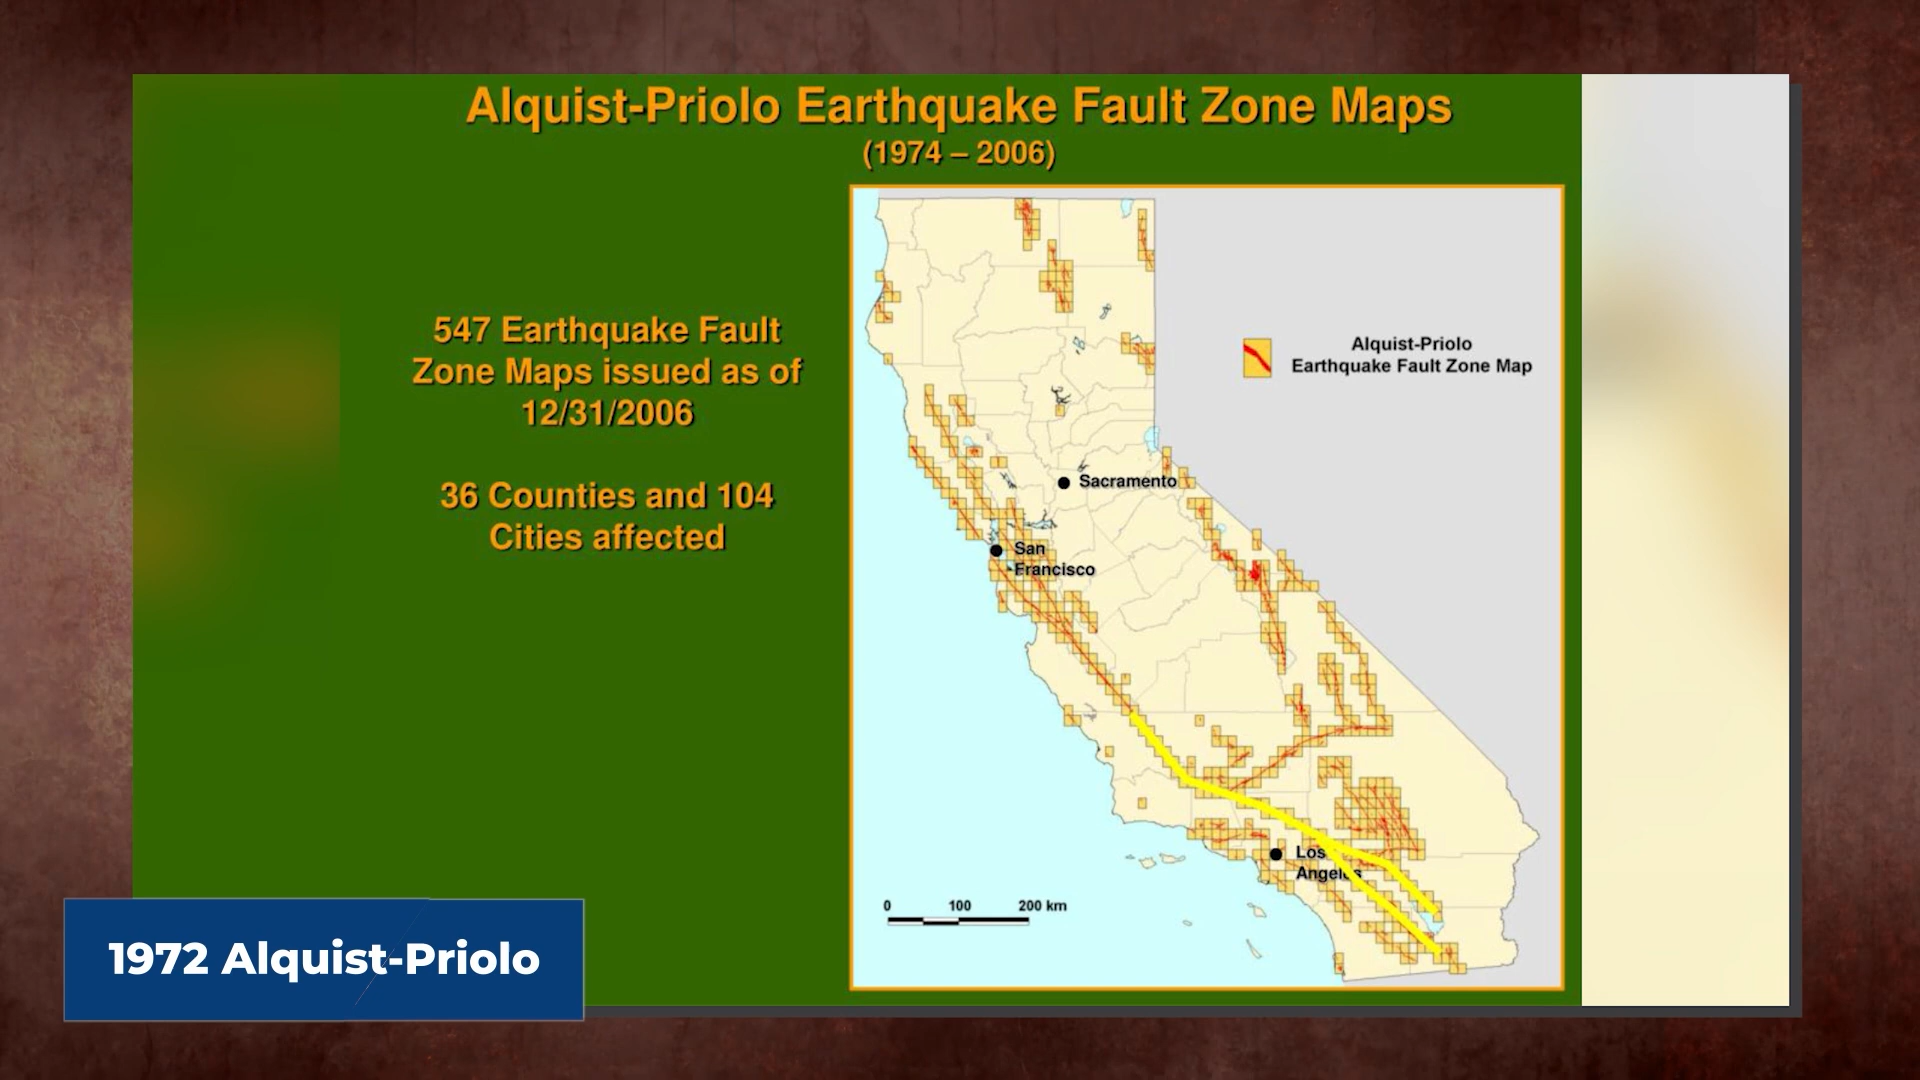 Alquist-Priolo Earthquake Fault Zone Maps
(1974 – 2006)
547 Earthquake Fault
Zone Maps issued as of
12/31/2006
36 Counties and 104
Cities affected
Alquist-Priolo
Earthquake Fault Zone Map
Sacramento
San
Francisco
Los
Angeles
0 100 200 km
1972 Alquist-Priolo